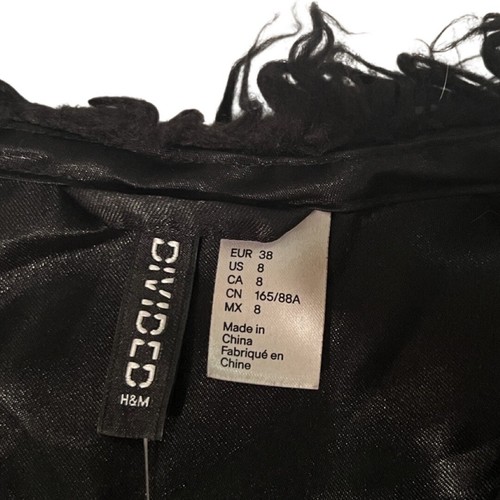 DIVIDED
H&M
EUR 38
US 8
CA 8
CN 165/88A
MX 8
Made in
China
Fabriqué en
Chine